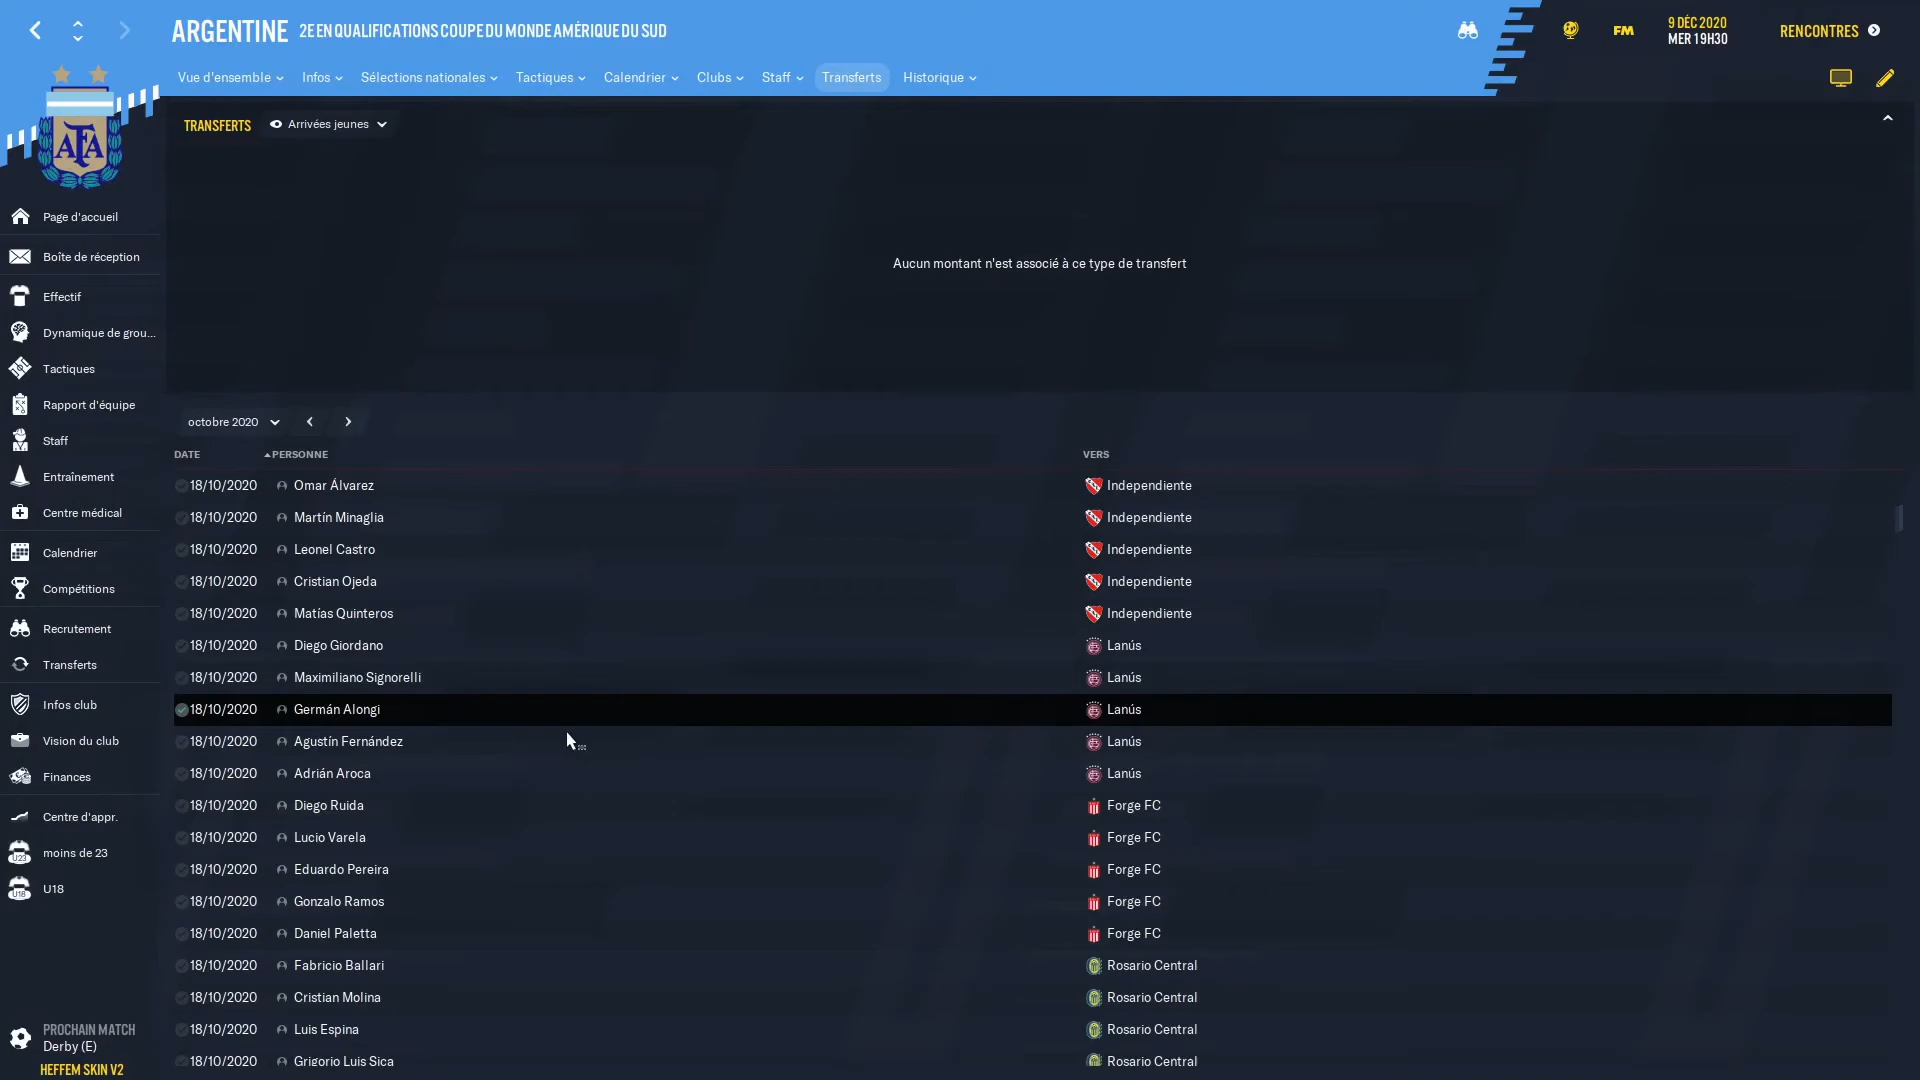 ARGENTINE 2E EN QUALIFICATIONS COUPE DU MONDE AMÉRIQUE DU SUD
FM
9 DÉC 2020
MER 19H30
RENCONTRES
Vue d'ensemble Infos Sélections nationales Tactiques Calendrier Clubs Staff Transferts Historique
AFA
TRANSFERTS Arrivées jeunes
Page d'accueil
Boîte de réception
Effectif
Dynamique de grou...
Tactiques
Rapport d'équipe
Staff
Entraînement
Centre médical
Calendrier
Compétitions
Recrutement
Transferts
Infos club
Vision du club
Finances
Centre d'appr.
U23 moins de 23
U18 U18
PROCHAIN MATCH
Derby (E)
HEFFEM SKIN V2
Aucun montant n'est associé à ce type de transfert
octobre 2020
DATE PERSONNE VERS
18/10/2020 Omar Álvarez Independiente
18/10/2020 Martín Minaglia Independiente
18/10/2020 Leonel Castro Independiente
18/10/2020 Cristian Ojeda Independiente
18/10/2020 Matías Quinteros Independiente
18/10/2020 Diego Giordano Lanús
18/10/2020 Maximiliano Signorelli Lanús
18/10/2020 Germán Alongi Lanús
18/10/2020 Agustín Fernández Lanús
18/10/2020 Adrián Aroca Lanús
18/10/2020 Diego Ruida Forge FC
18/10/2020 Lucio Varela Forge FC
18/10/2020 Eduardo Pereira Forge FC
18/10/2020 Gonzalo Ramos Forge FC
18/10/2020 Daniel Paletta Forge FC
18/10/2020 Fabricio Ballari Rosario Central
18/10/2020 Cristian Molina Rosario Central
18/10/2020 Luis Espina Rosario Central
18/10/2020 Grigorio Luis Sica Rosario Central